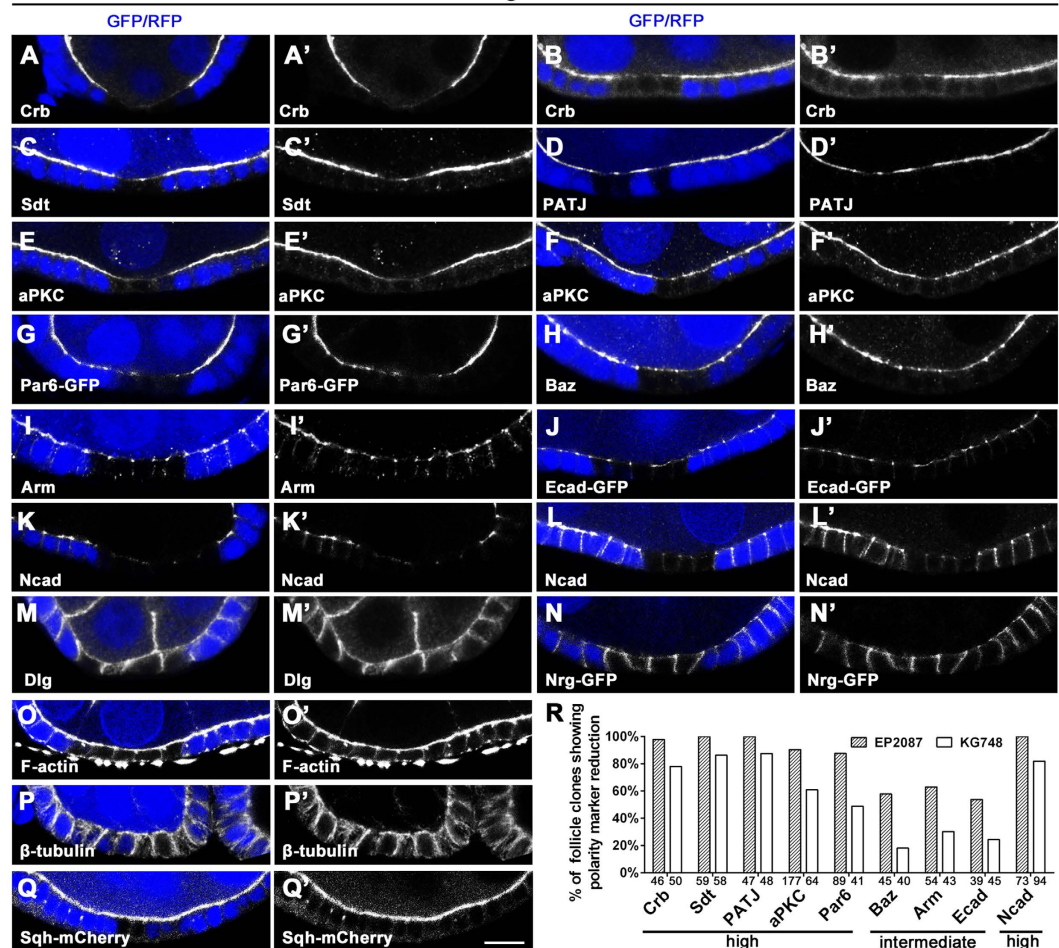 GFP/RFP GFP/RFP
A A’ B B’
Crb Crb Crb Crb
C C’ D D’
Sdt Sdt PATJ PATJ
E E’ F F’
aPKC aPKC aPKC aPKC
G G’ H H’
Par6-GFP Par6-GFP Baz Baz
I I’ J J’
Arm Arm Ecad-GFP Ecad-GFP
K K’ L L’
Ncad Ncad Ncad Ncad
M M’ N N’
Dlg Dlg Nrg-GFP Nrg-GFP
O O’
F-actin F-actin
P P’
β-tubulin β-tubulin
Q Q’
Sqh-mCherry Sqh-mCherry
R
% of follicle clones showing
polarity marker reduction
100%
80%
60%
40%
20%
0%
EP2087 KG748
46 50 59 58 47 48 177 64 89 41 45 40 54 43 39 45 73 94
Crb Sdt PATJ aPKC Par6 Baz Arm Ecad Ncad
high intermediate high